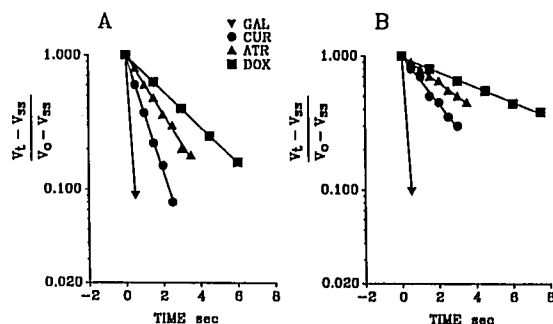 A
GAL
CUR
ATR
DOX
B
1.000
0.100
0.020
Vt - Vss
Vo - Vss
-2 0 2 4 6 8
TIME sec
1.000
0.100
0.020
Vt - Vss
Vo - Vss
-2 0 2 4 6 8
TIME sec